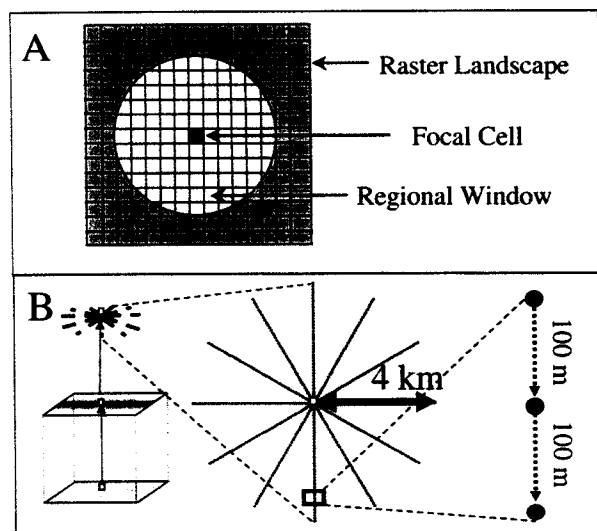 A
Raster Landscape
Focal Cell
Regional Window
B
4 km
100 m
100 m